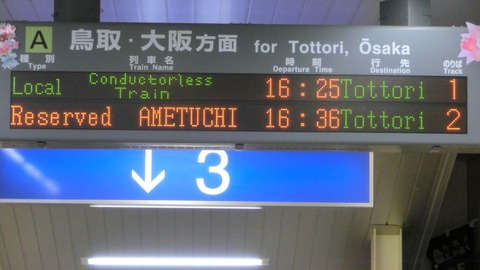 A 鳥取・大阪方面 for Tottori, Ōsaka
種別 列車名 時刻 行先 のりば
Type Train Name Departure Time Destination Track
Local Conductorless Train 16:25 Tottori 1
Reserved AMETUCHI 16:36 Tottori 2
↓ 3